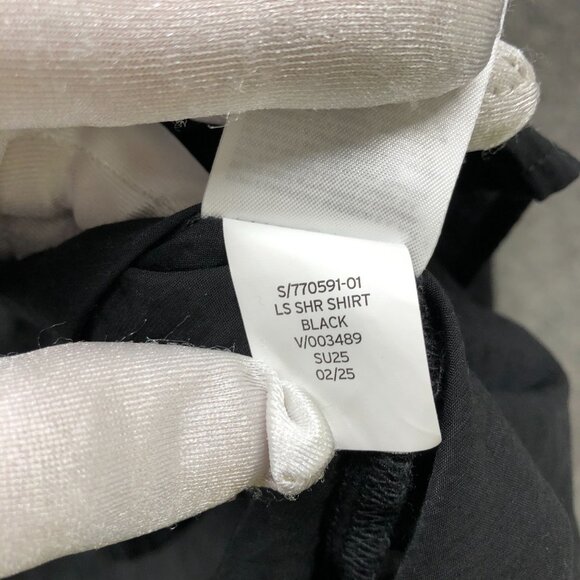 S/770591-01
LS SHR SHIRT
BLACK
V/003489
SU25
02/25